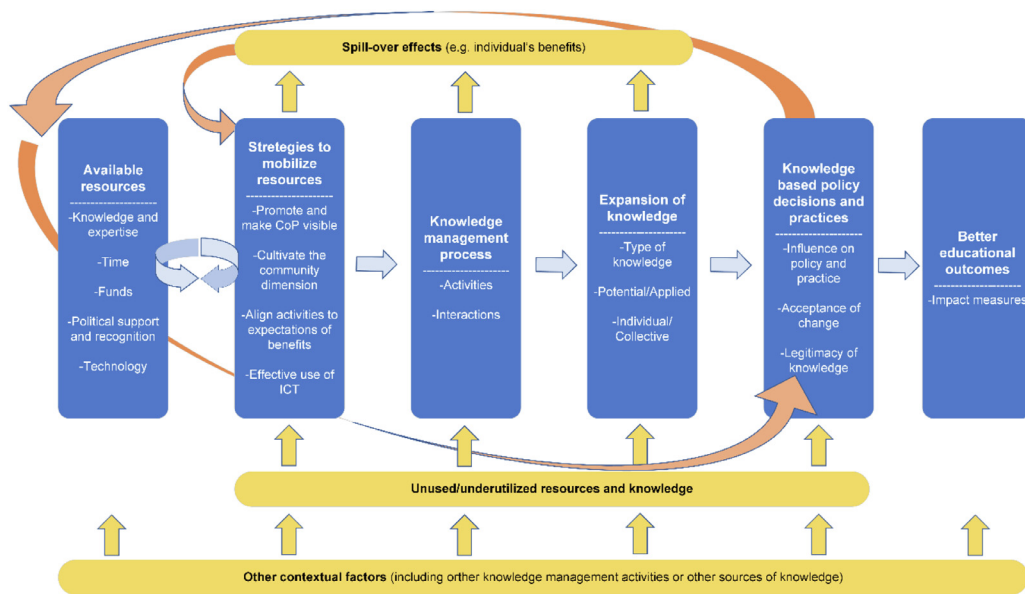 Spill-over effects (e.g. individual's benefits)
Available
resources
----------------------
-Knowledge and
expertise
-Time
-Funds
-Political support
and recognition
-Technology
Stretegies to
mobilize
resources
----------------------
-Promote and
make CoP visible
-Cultivate the
community
dimension
-Align activities to
expectations of
benefits
-Effective use of
ICT
Knowledge
management
process
----------------------
-Activities
-Interactions
Expansion of
knowledge
----------------------
-Type of
knowledge
-Potential/Applied
-Individual/
Collective
Knowledge
based policy
decisions and
practices
----------------------
-Influence on
policy and
practice
-Acceptance of
change
-Legitimacy of
knowledge
Better
educational
outcomes
----------------------
-Impact measures
Unused/underutilized resources and knowledge
Other contextual factors (including orther knowledge management activities or other sources of knowledge)